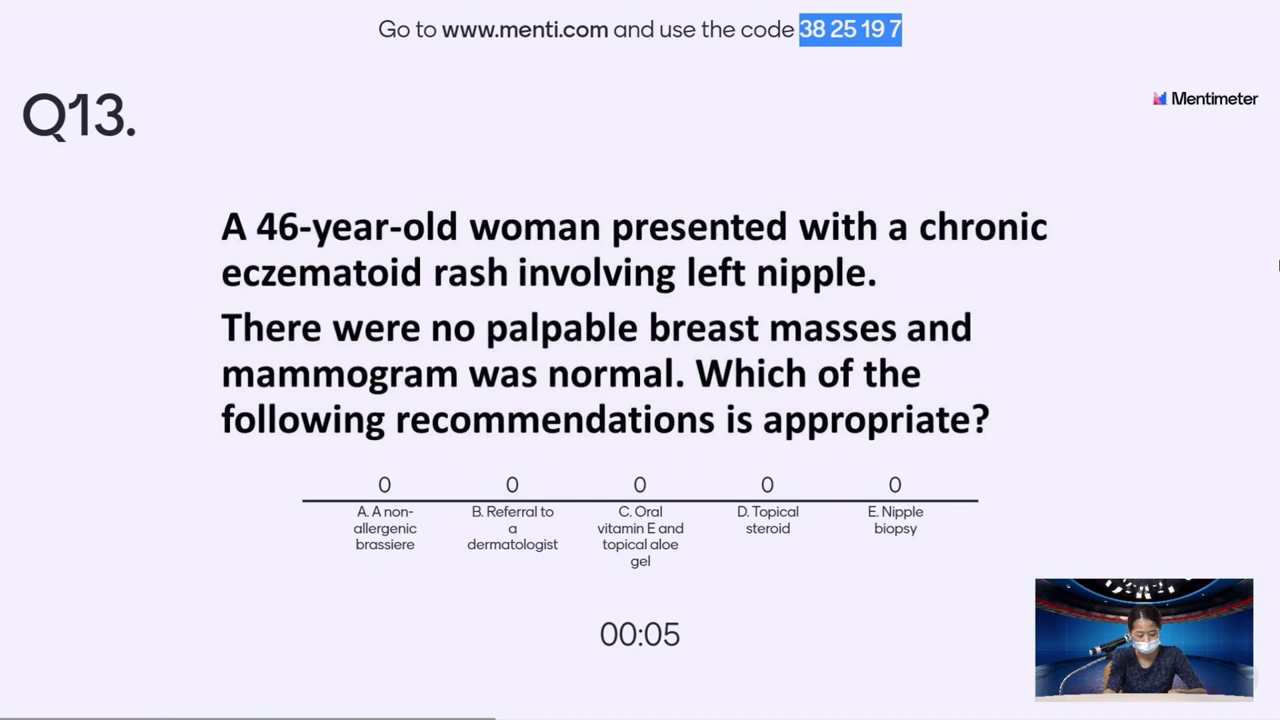 Go to www.menti.com and use the code 38 25 19 7
Q13.
Mentimeter
A 46-year-old woman presented with a chronic
eczematoid rash involving left nipple.
There were no palpable breast masses and
mammogram was normal. Which of the
following recommendations is appropriate?
0
A. A non-
allergenic
brassiere
0
B. Referral to
a
dermatologist
0
C. Oral
vitamin E and
topical aloe
gel
0
D. Topical
steroid
0
E. Nipple
biopsy
00:05